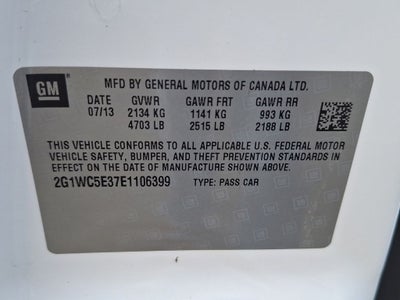 GM
MFD BY GENERAL MOTORS OF CANADA LTD.
DATE GVWR GAWR FRT GAWR RR
07/13 2134 KG 1141 KG 993 KG
4703 LB 2515 LB 2188 LB
THIS VEHICLE CONFORMS TO ALL APPLICABLE U.S. FEDERAL MOTOR
VEHICLE SAFETY, BUMPER, AND THEFT PREVENTION STANDARDS IN
EFFECT ON THE DATE OF MANUFACTURE SHOWN ABOVE.
2G1WC5E37E1106399 TYPE: PASS CAR